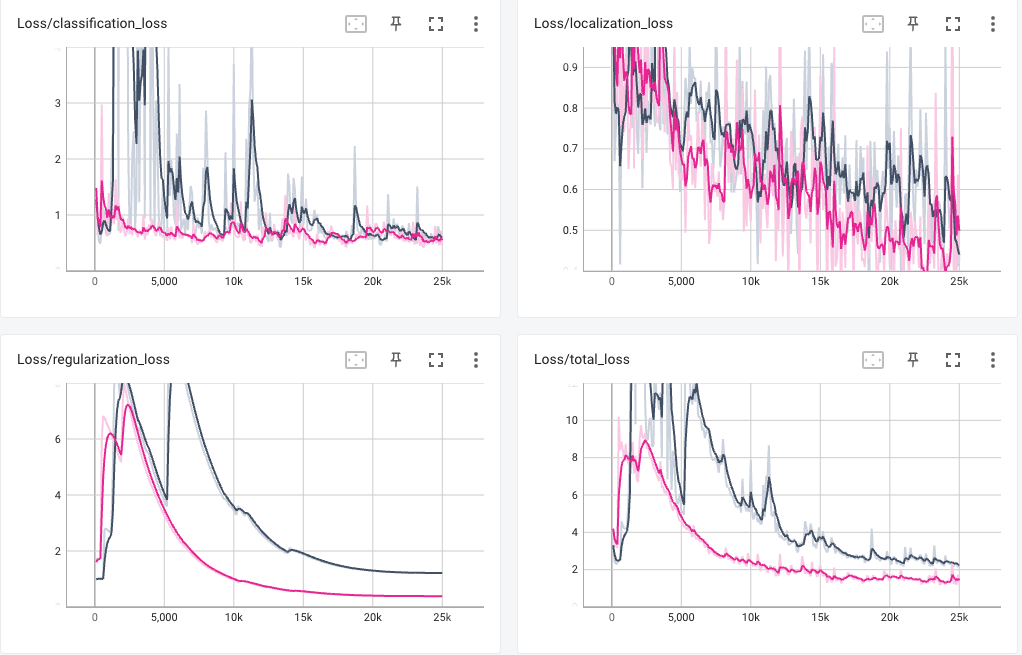 Loss/classification_loss
3
2
1
0 5,000 10k 15k 20k 25k
Loss/localization_loss
0.9
0.8
0.7
0.6
0.5
0 5,000 10k 15k 20k 25k
Loss/regularization_loss
6
4
2
0 5,000 10k 15k 20k 25k
Loss/total_loss
10
8
6
4
2
0 5,000 10k 15k 20k 25k